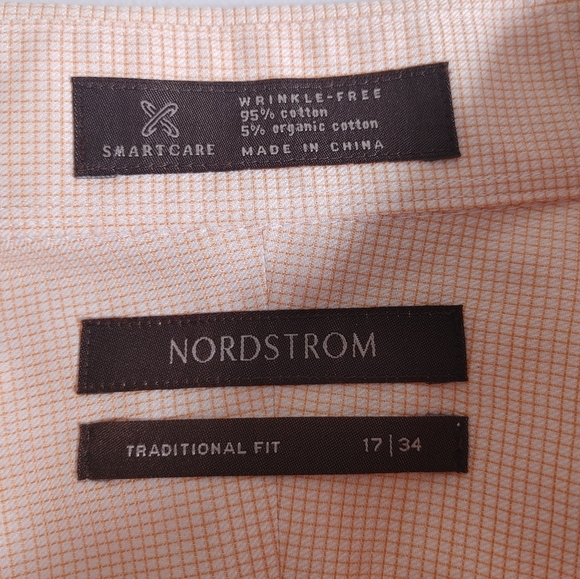 WRINKLE-FREE
95% cotton
5% organic cotton
SMARTCARE MADE IN CHINA
NORDSTROM
TRADITIONAL FIT 17|34